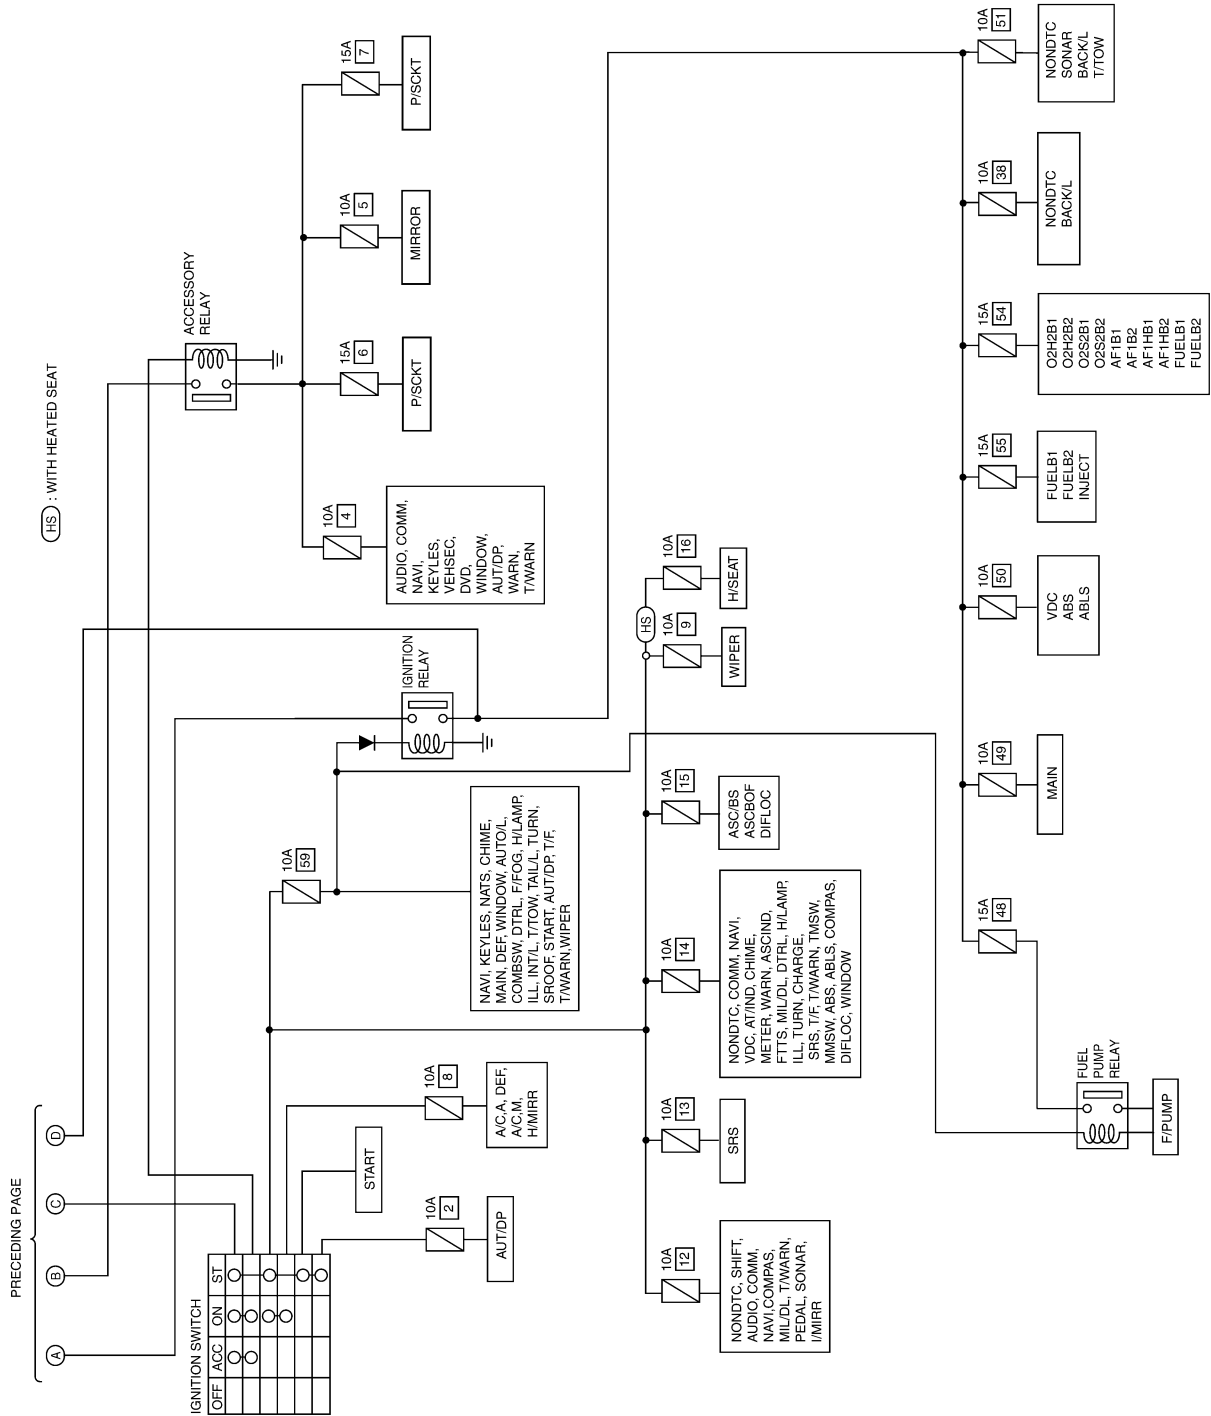 PRECEDING PAGE
A
B
C
D
HS : WITH HEATED SEAT
IGNITION SWITCH
OFF
ACC
ON
ST
10A
2
AUT/DP
START
10A
8
A/C,A, DEF,
A/C,M,
H/MIRR
10A
59
NAVI, KEYLES, NATS, CHIME,
MAIN, DEF, WINDOW, AUTO/L,
COMBSW, DTRL, F/FOG, H/LAMP,
ILL, INT/L, T/TOW, TAIL/L, TURN,
SROOF, START, AUT/DP, T/F,
T/WARN,WIPER
IGNITION
RELAY
ACCESSORY
RELAY
10A
4
AUDIO, COMM,
NAVI,
KEYLES,
VEHSEC,
DVD,
WINDOW,
AUT/DP,
WARN,
T/WARN
15A
6
P/SCKT
10A
5
MIRROR
15A
7
P/SCKT
10A
12
NONDTC, SHIFT,
AUDIO, COMM,
NAVI,COMPAS,
MIL/DL, T/WARN,
PEDAL, SONAR,
I/MIRR
10A
13
SRS
10A
14
NONDTC, COMM, NAVI,
VDC, AT/IND, CHIME,
METER, WARN, ASCIND,
FTTS, MIL/DL, DTRL, H/LAMP,
ILL, TURN, CHARGE,
SRS, T/F, T/WARN, TMSW,
MMSW, ABS, ABLS, COMPAS,
DIFLOC, WINDOW
10A
15
ASC/BS
ASCBOF
DIFLOC
10A
9
WIPER
HS
10A
16
H/SEAT
FUEL
PUMP
RELAY
F/PUMP
15A
48
10A
49
MAIN
10A
50
VDC
ABS
ABLS
15A
55
FUELB1
FUELB2
INJECT
15A
54
O2H2B1
O2H2B2
O2S2B1
O2S2B2
AF1B1
AF1B2
AF1HB1
AF1HB2
FUELB1
FUELB2
10A
38
NONDTC
BACK/L
10A
51
NONDTC
SONAR
BACK/L
T/TOW